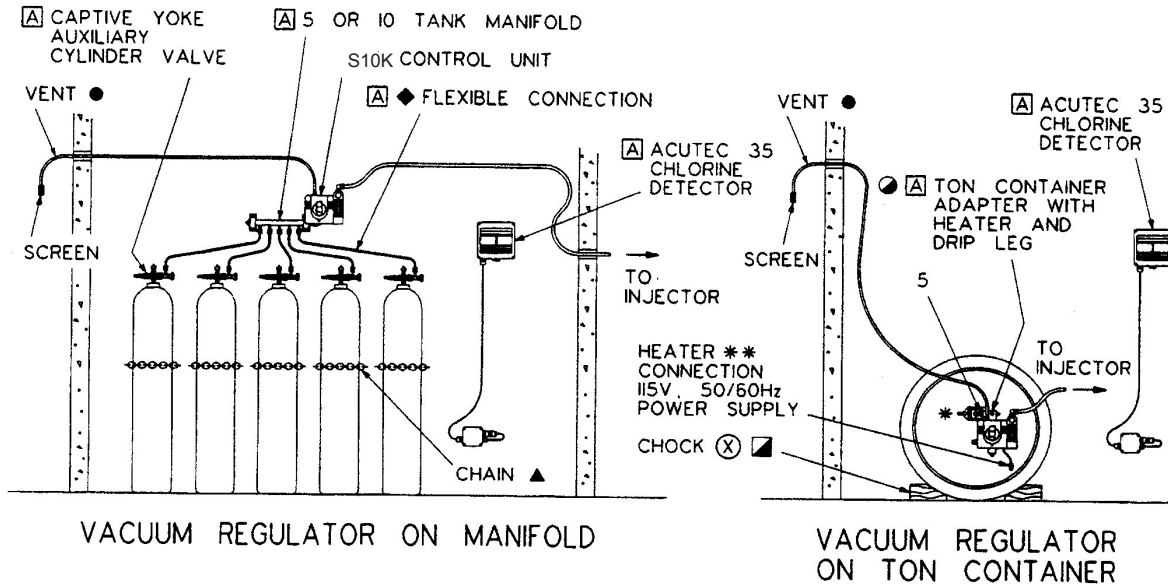 A CAPTIVE YOKE
AUXILIARY
CYLINDER VALVE
A 5 OR 10 TANK MANIFOLD
S10K CONTROL UNIT
A ◆ FLEXIBLE CONNECTION
VENT ●
SCREEN
A ACUTEC 35
CHLORINE
DETECTOR
TO
INJECTOR
CHAIN ▲
VACUUM REGULATOR ON MANIFOLD
VENT ●
SCREEN
A ACUTEC 35
CHLORINE
DETECTOR
A TON CONTAINER
ADAPTER WITH
HEATER AND
DRIP LEG
5
HEATER **
CONNECTION
115V, 50/60Hz
POWER SUPPLY
*
TO
INJECTOR
CHOCK X
VACUUM REGULATOR
ON TON CONTAINER